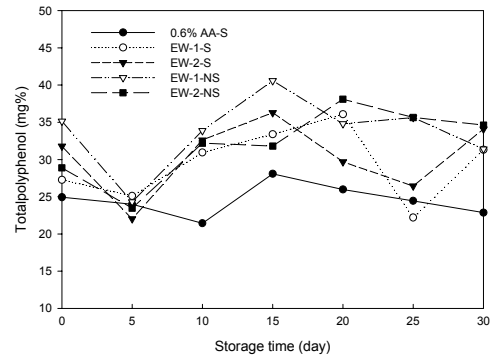 50
45
40
35
30
25
20
15
10
Totalpolyphenol (mg%)
0.6% AA-S
EW-1-S
EW-2-S
EW-1-NS
EW-2-NS
0 5 10 15 20 25 30
Storage time (day)